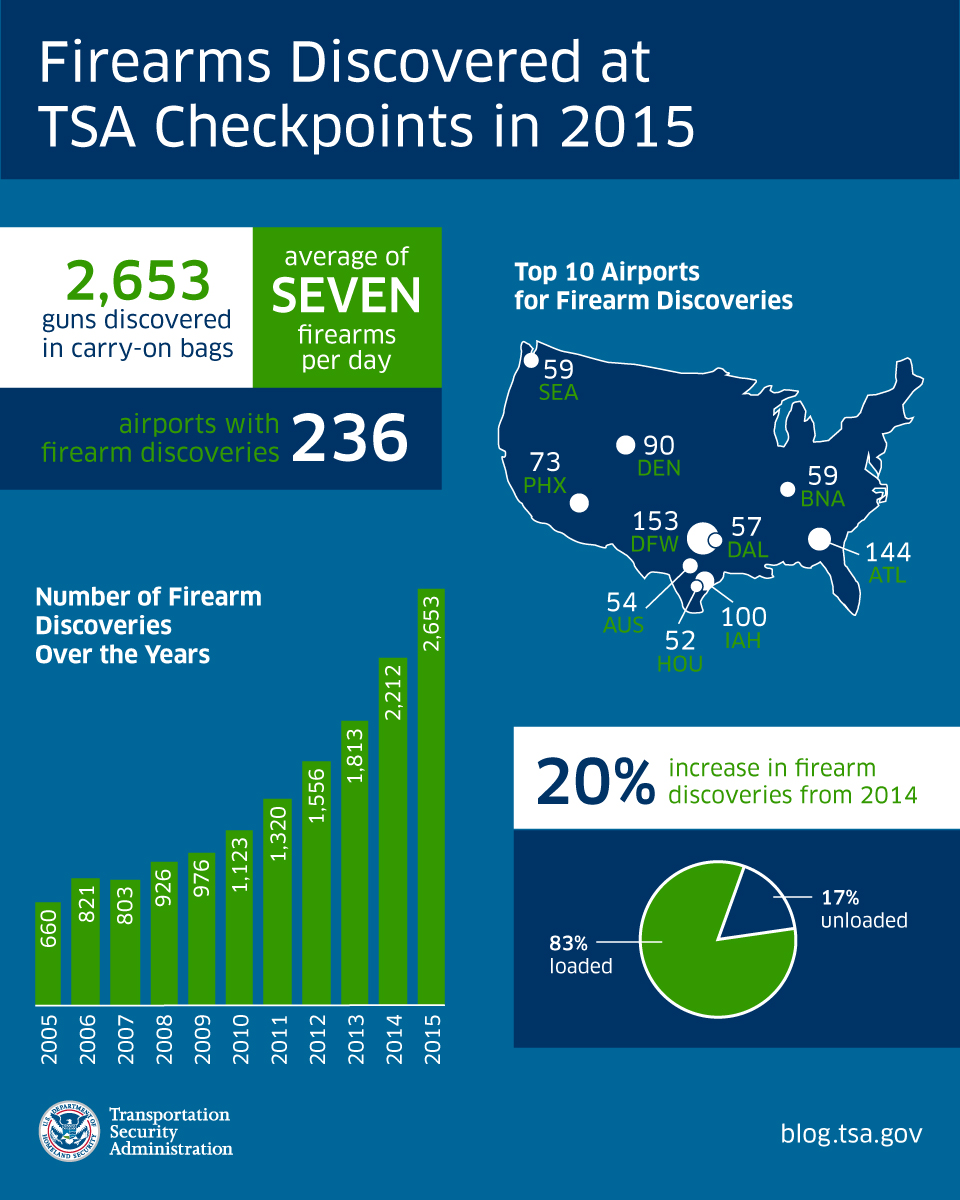 Firearms Discovered at
TSA Checkpoints in 2015
2,653
guns discovered
in carry-on bags
average of
SEVEN
firearms
per day
airports with
firearm discoveries
236
Top 10 Airports
for Firearm Discoveries
59
SEA
90
DEN
73
PHX
59
BNA
153
DFW
57
DAL
144
ATL
54
AUS
100
IAH
52
HOU
Number of Firearm
Discoveries
Over the Years
660
821
803
926
976
1,123
1,320
1,556
1,813
2,212
2,653
2005
2006
2007
2008
2009
2010
2011
2012
2013
2014
2015
20%
increase in firearm
discoveries from 2014
17%
unloaded
83%
loaded
U.S. DEPARTMENT OF
HOMELAND SECURITY
Transportation
Security
Administration
blog.tsa.gov